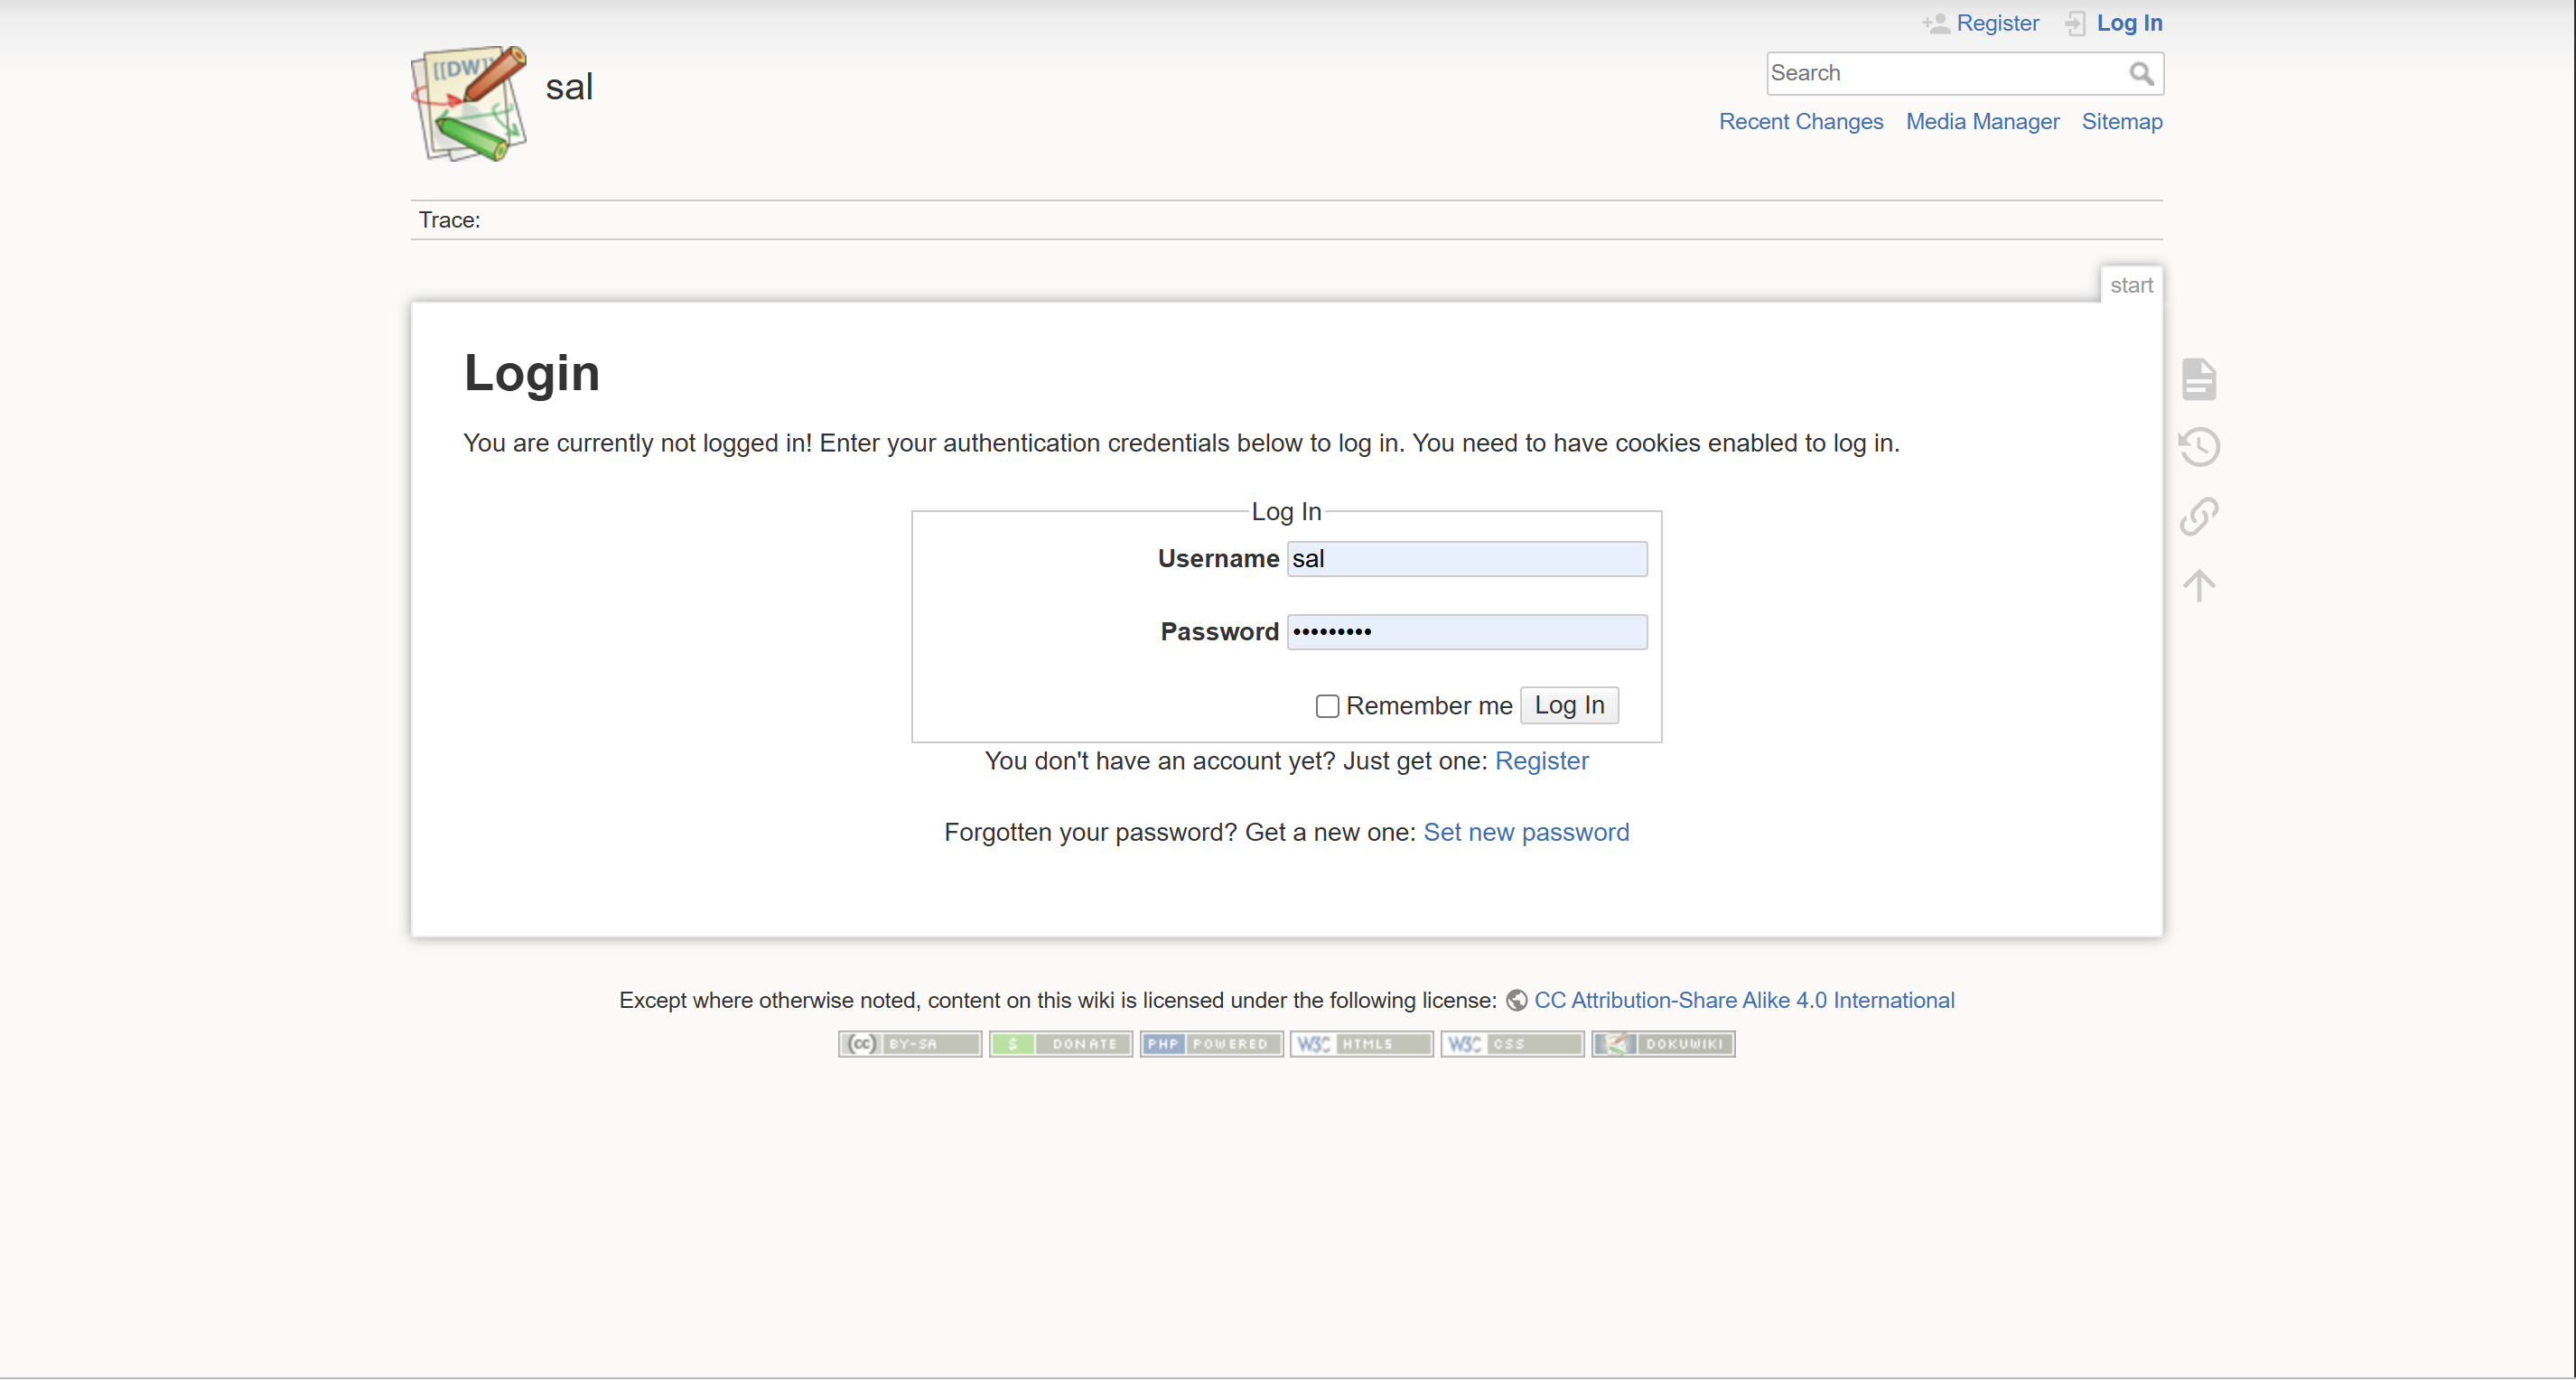 Register Log In
[[DW]]
sal
Search
Recent Changes Media Manager Sitemap
Trace:
start
Login
You are currently not logged in! Enter your authentication credentials below to log in. You need to have cookies enabled to log in.
Log In
Username sal
Password •••••••••
Remember me Log In
You don't have an account yet? Just get one: Register
Forgotten your password? Get a new one: Set new password
Except where otherwise noted, content on this wiki is licensed under the following license: CC Attribution-Share Alike 4.0 International
(cc) BY-SA $ DONATE PHP POWERED W3C HTML5 W3C CSS DOKUWIKI